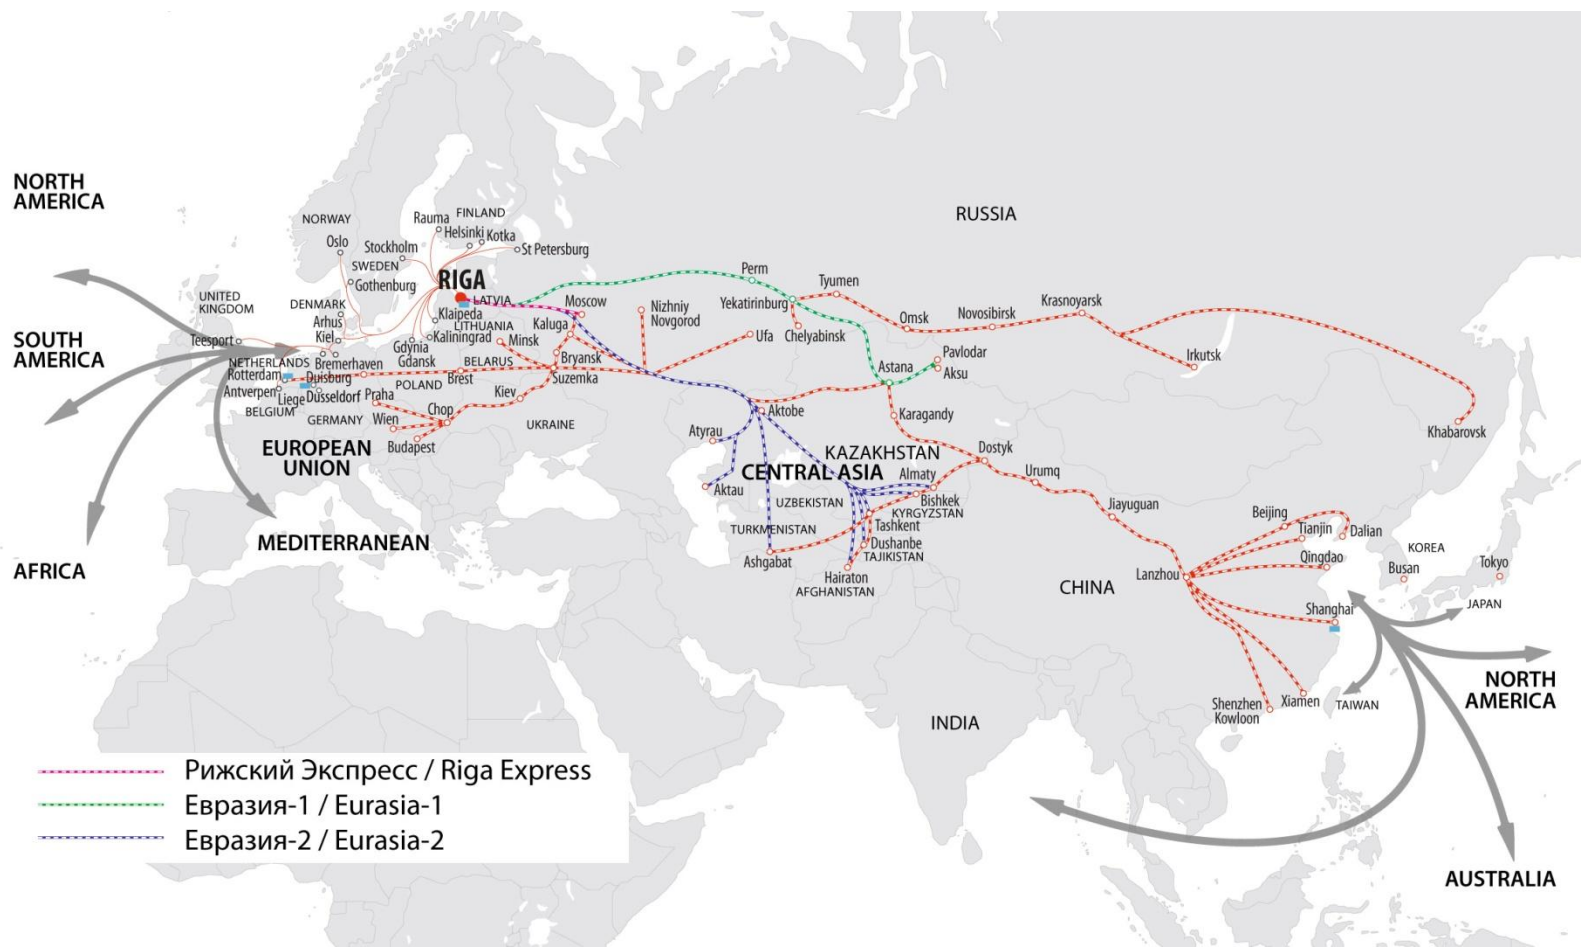 NORTH
AMERICA
SOUTH
AMERICA
AFRICA
NORWAY
Oslo
Rauma
FINLAND
Helsinki
Kotka
Stockholm
St Petersburg
SWEDEN
Gothenburg
RIGA
LATVIA
UNITED
KINGDOM
DENMARK
Arhus
Kiel
Klaipeda
LITHUANIA
Kaliningrad
Teesport
Gdynia
Gdansk
Minsk
NETHERLANDS
Rotterdam
Bremerhaven
Duisburg
BELARUS
POLAND
Brest
Antverpen
Liege
Düsseldorf
Praha
BELGIUM
GERMANY
Wien
Chop
Kiev
Budapest
UKRAINE
EUROPEAN
UNION
MEDITERRANEAN
Moscow
Kaluga
Bryansk
Suzemka
Nizhniy
Novgorod
Ufa
Perm
Yekatirinburg
Tyumen
Chelyabinsk
RUSSIA
Omsk
Novosibirsk
Krasnoyarsk
Irkutsk
Khabarovsk
Pavlodar
Aksu
Astana
Karagandy
Aktobe
Atyrau
Aktau
KAZAKHSTAN
CENTRAL ASIA
Dostyk
Almaty
Bishkek
UZBEKISTAN
KYRGYZSTAN
TURKMENISTAN
Tashkent
Dushanbe
TAJIKISTAN
Ashgabat
Hairaton
AFGHANISTAN
Urumq
Jiayuguan
Lanzhou
CHINA
Beijing
Tianjin
Dalian
Qingdao
KOREA
Busan
Tokyo
JAPAN
Shanghai
Shenzhen
Kowloon
Xiamen
TAIWAN
INDIA
NORTH
AMERICA
AUSTRALIA
Рижский Экспресс / Riga Express
Евразия-1 / Eurasia-1
Евразия-2 / Eurasia-2